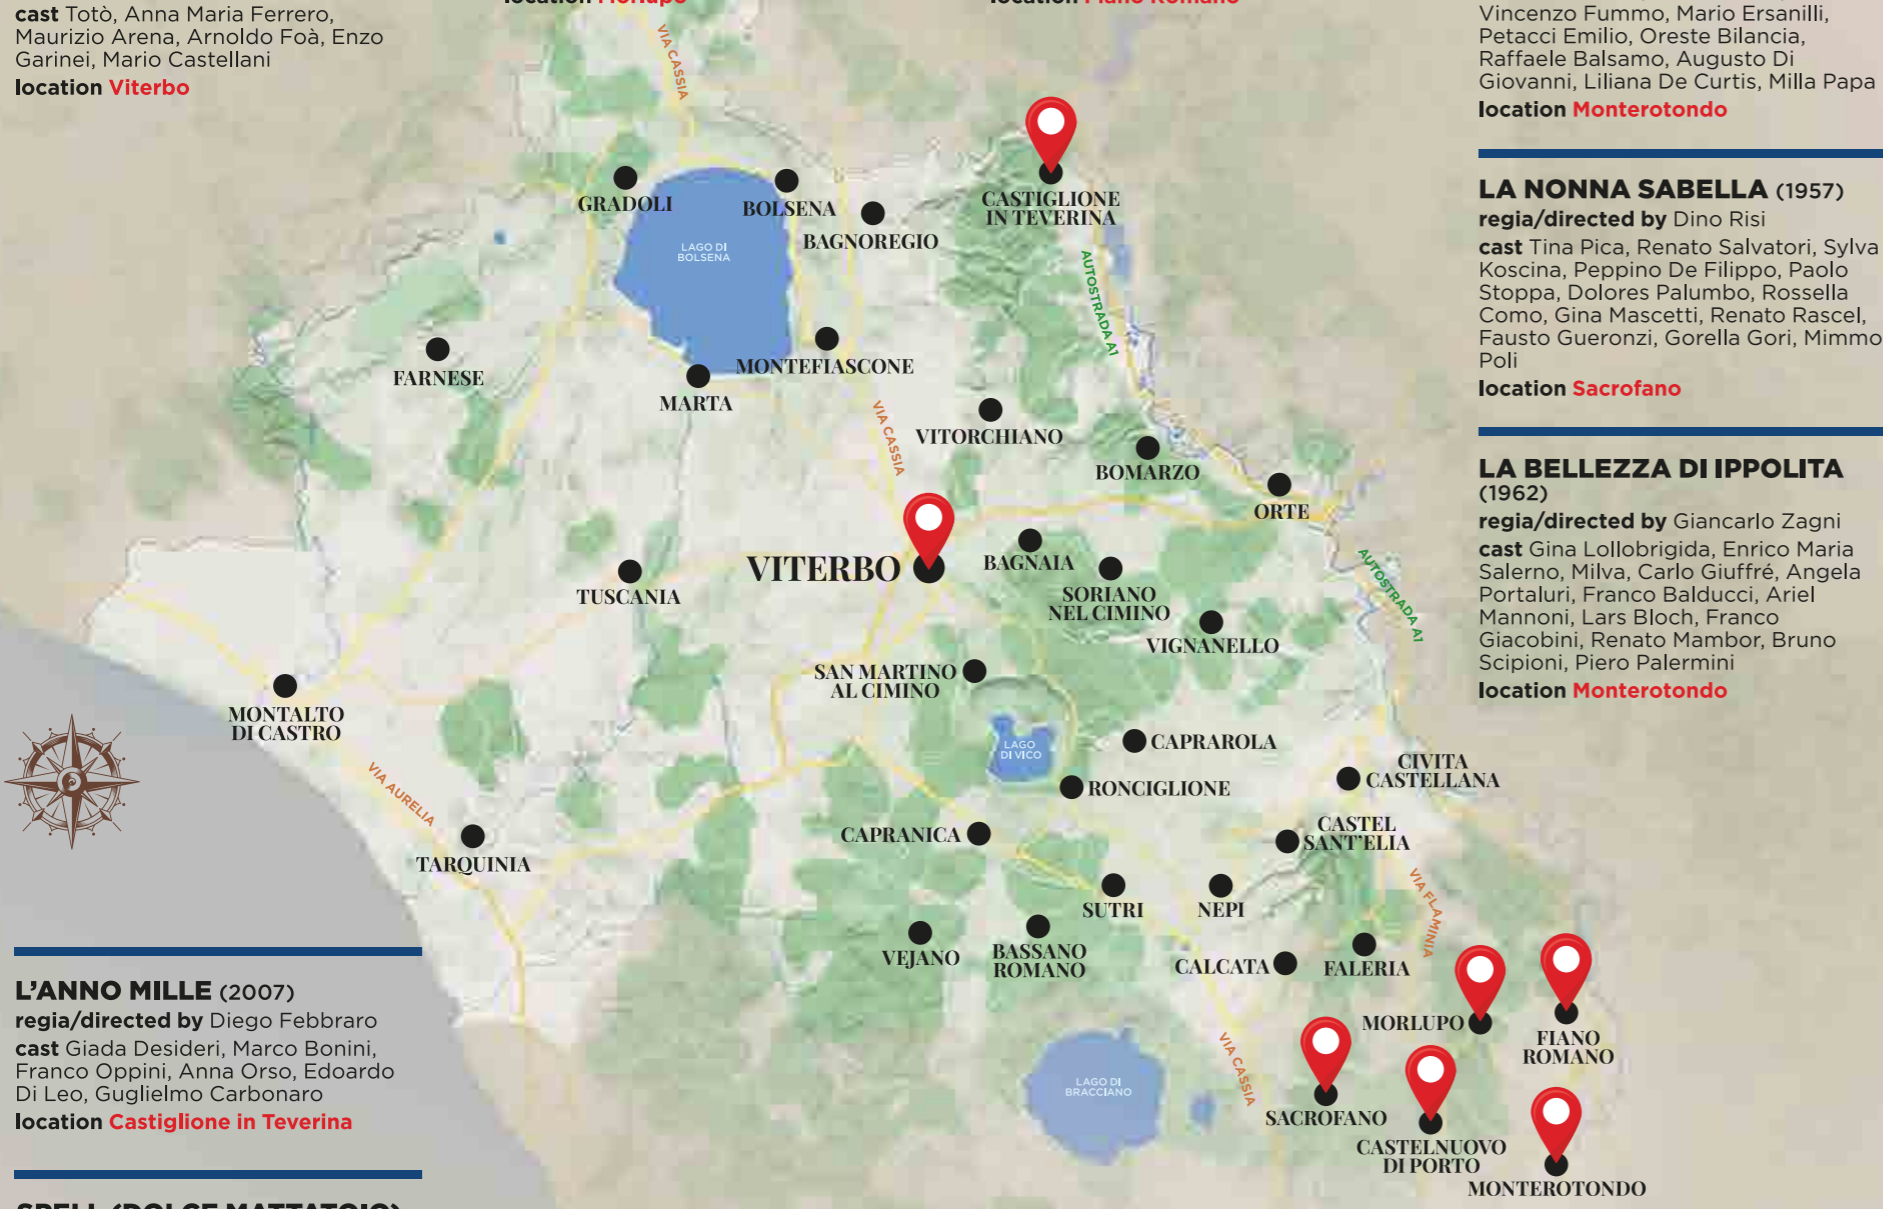 cast Totò, Anna Maria Ferrero,
Maurizio Arena, Arnoldo Foà, Enzo
Garinei, Mario Castellani
location Viterbo
location Morlupo
location Fiano Romano
Vincenzo Fummo, Mario Ersanilli,
Petacci Emilio, Oreste Bilancia,
Raffaele Balsamo, Augusto Di
Giovanni, Liliana De Curtis, Milla Papa
location Monterotondo
LA NONNA SABELLA (1957)
regia/directed by Dino Risi
cast Tina Pica, Renato Salvatori, Sylva
Koscina, Peppino De Filippo, Paolo
Stoppa, Dolores Palumbo, Rossella
Como, Gina Mascetti, Renato Rascel,
Fausto Gueronzi, Gorella Gori, Mimmo
Poli
location Sacrofano
LA BELLEZZA DI IPPOLITA
(1962)
regia/directed by Giancarlo Zagni
cast Gina Lollobrigida, Enrico Maria
Salerno, Milva, Carlo Giuffré, Angela
Portaluri, Franco Balducci, Ariel
Mannoni, Lars Bloch, Franco
Giacobini, Renato Mambor, Bruno
Scipioni, Piero Palermini
location Monterotondo
VIA CASSIA
GRADOLI
BOLSENA
BAGNOREGIO
CASTIGLIONE
IN TEVERINA
LAGO DI
BOLSENA
AUTOSTRADA A1
FARNESE
MONTEFIASCONE
MARTA
VIA CASSIA
VITORCHIANO
BOMARZO
ORTE
VITERBO
BAGNAIA
TUSCANIA
SORIANO
NEL CIMINO
AUTOSTRADA A1
VIGNANELLO
SAN MARTINO
AL CIMINO
MONTALTO
DI CASTRO
LAGO
DI VICO
CAPRAROLA
CIVITA
CASTELLANA
RONCIGLIONE
VIA AURELIA
CAPRANICA
CASTEL
SANT'ELIA
TARQUINIA
SUTRI
NEPI
VIA FLAMINIA
VEJANO
BASSANO
ROMANO
CALCATA
FALERIA
MORLUPO
FIANO
ROMANO
VIA CASSIA
LAGO DI
BRACCIANO
SACROFANO
CASTELNUOVO
DI PORTO
MONTEROTONDO
L'ANNO MILLE (2007)
regia/directed by Diego Febbraro
cast Giada Desideri, Marco Bonini,
Franco Oppini, Anna Orso, Edoardo
Di Leo, Guglielmo Carbonaro
location Castiglione in Teverina
SPELL (DOLCE MATTATOIO)